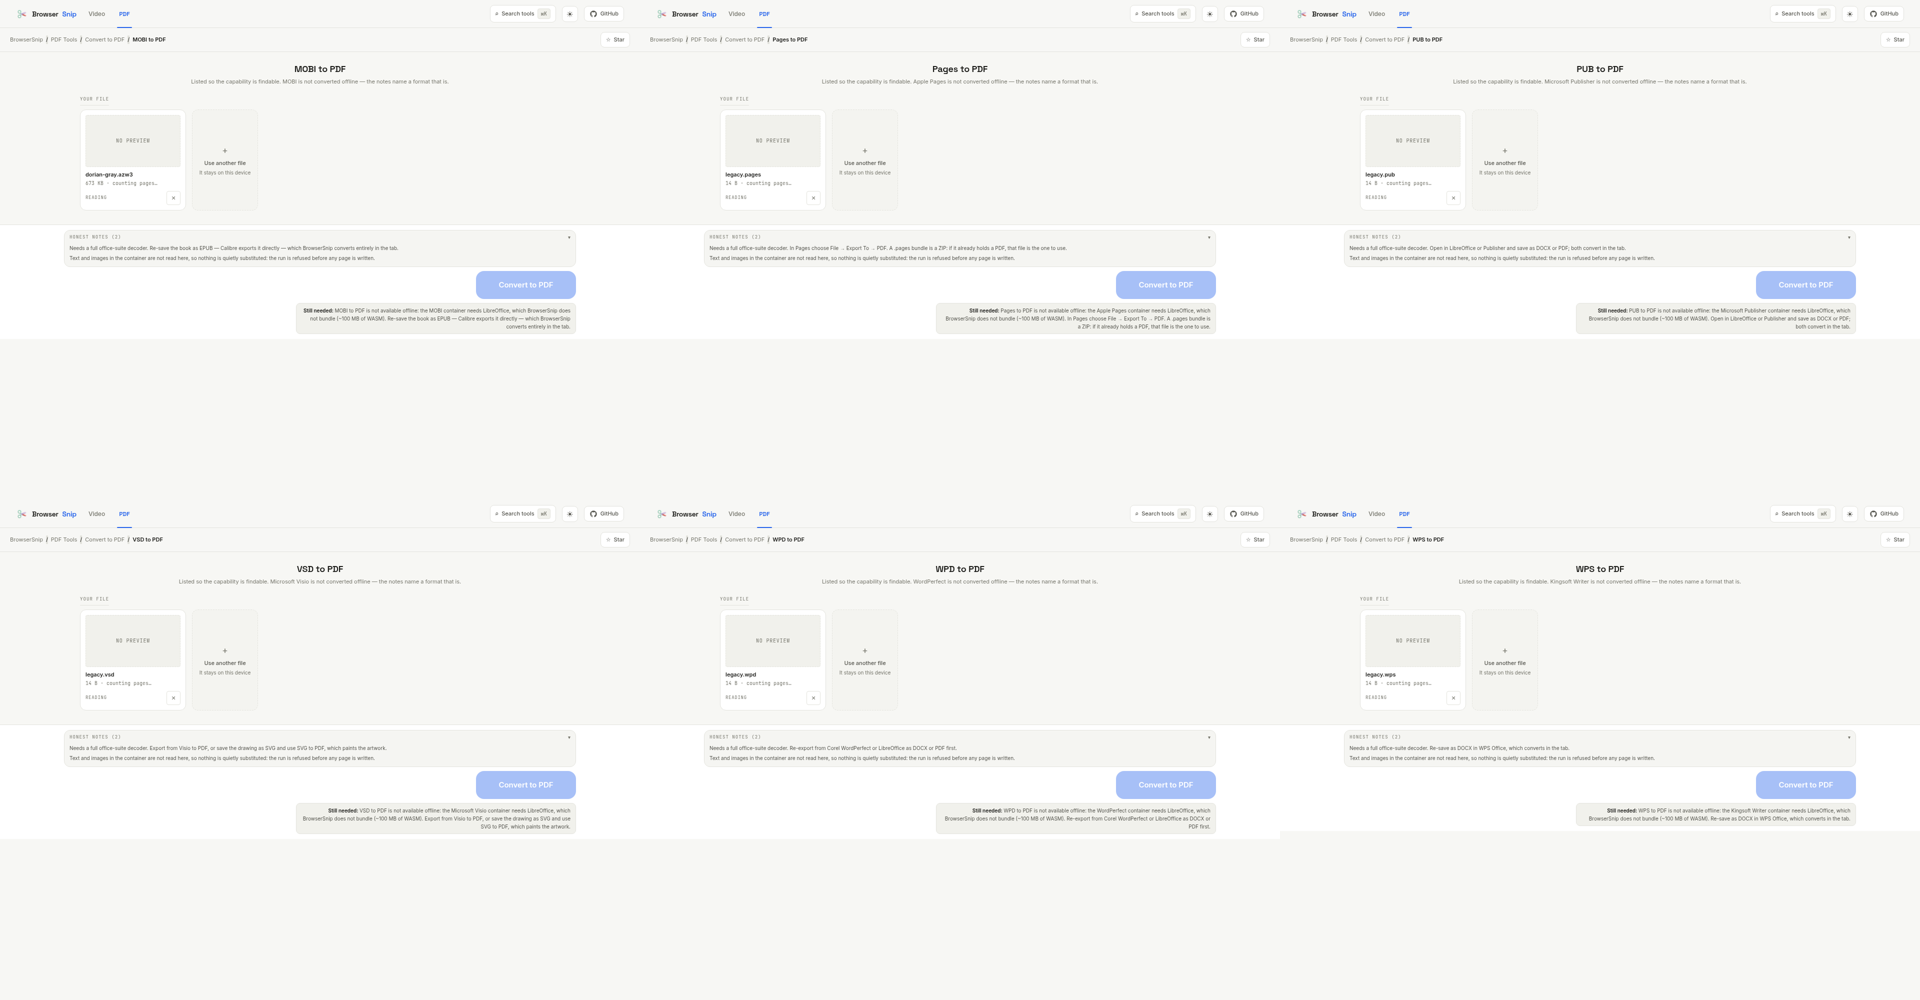 Browser Snip Video PDF Search tools all GitHub
BrowserSnip / PDF Tools / Convert to PDF / MOBI to PDF
Star
MOBI to PDF
Listed so the capability is findable. MOBI is not converted offline — the notes name a format that is.
YOUR FILE
NO PREVIEW
dorian-gray.azw3
673 KB · counting pages…
READING
×
+
Use another file
It stays on this device
HONEST NOTES (2)
Needs a full office-suite decoder. Re-save the book as EPUB — Calibre exports it directly — which BrowserSnip converts entirely in the tab.
Text and images in the container are not read here, so nothing is quietly substituted: the run is refused before any page is written.
Convert to PDF
Still needed: MOBI to PDF is not available offline: the MOBI container needs LibreOffice, which BrowserSnip does
not bundle (~100 MB of WASM). Re-save the book as EPUB — Calibre exports it directly — which BrowserSnip
converts entirely in the tab.
Browser Snip Video PDF Search tools all GitHub
BrowserSnip / PDF Tools / Convert to PDF / Pages to PDF
Star
Pages to PDF
Listed so the capability is findable. Apple Pages is not converted offline — the notes name a format that is.
YOUR FILE
NO PREVIEW
legacy.pages
14 B · counting pages…
READING
×
+
Use another file
It stays on this device
HONEST NOTES (2)
Needs a full office-suite decoder. In Pages choose File → Export To → PDF. A .pages bundle is a ZIP: if it already holds a PDF, that file is the one to use.
Text and images in the container are not read here, so nothing is quietly substituted: the run is refused before any page is written.
Convert to PDF
Still needed: Pages to PDF is not available offline: the Apple Pages container needs LibreOffice, which
BrowserSnip does not bundle (~100 MB of WASM). In Pages choose File → Export To → PDF. A .pages bundle is
a ZIP: if it already holds a PDF, that file is the one to use.
Browser Snip Video PDF Search tools all GitHub
BrowserSnip / PDF Tools / Convert to PDF / PUB to PDF
Star
PUB to PDF
Listed so the capability is findable. Microsoft Publisher is not converted offline — the notes name a format that is.
YOUR FILE
NO PREVIEW
legacy.pub
14 B · counting pages…
READING
×
+
Use another file
It stays on this device
HONEST NOTES (2)
Needs a full office-suite decoder. Open in LibreOffice or Publisher and save as DOCX or PDF; both convert in the tab.
Text and images in the container are not read here, so nothing is quietly substituted: the run is refused before any page is written.
Convert to PDF
Still needed: PUB to PDF is not available offline: the Microsoft Publisher container needs LibreOffice, which
BrowserSnip does not bundle (~100 MB of WASM). Open in LibreOffice or Publisher and save as DOCX or PDF;
both convert in the tab.
Browser Snip Video PDF Search tools all GitHub
BrowserSnip / PDF Tools / Convert to PDF / VSD to PDF
Star
VSD to PDF
Listed so the capability is findable. Microsoft Visio is not converted offline — the notes name a format that is.
YOUR FILE
NO PREVIEW
legacy.vsd
14 B · counting pages…
READING
×
+
Use another file
It stays on this device
HONEST NOTES (2)
Needs a full office-suite decoder. Export from Visio to PDF, or save the drawing as SVG and use SVG to PDF, which paints the artwork.
Text and images in the container are not read here, so nothing is quietly substituted: the run is refused before any page is written.
Convert to PDF
Still needed: VSD to PDF is not available offline: the Microsoft Visio container needs LibreOffice, which
BrowserSnip does not bundle (~100 MB of WASM). Export from Visio to PDF, or save the drawing as SVG and use
SVG to PDF, which paints the artwork.
Browser Snip Video PDF Search tools all GitHub
BrowserSnip / PDF Tools / Convert to PDF / WPD to PDF
Star
WPD to PDF
Listed so the capability is findable. WordPerfect is not converted offline — the notes name a format that is.
YOUR FILE
NO PREVIEW
legacy.wpd
14 B · counting pages…
READING
×
+
Use another file
It stays on this device
HONEST NOTES (2)
Needs a full office-suite decoder. Re-export from Corel WordPerfect or LibreOffice as DOCX or PDF first.
Text and images in the container are not read here, so nothing is quietly substituted: the run is refused before any page is written.
Convert to PDF
Still needed: WPD to PDF is not available offline: the WordPerfect container needs LibreOffice, which
BrowserSnip does not bundle (~100 MB of WASM). Re-export from Corel WordPerfect or LibreOffice as DOCX or
PDF first.
Browser Snip Video PDF Search tools all GitHub
BrowserSnip / PDF Tools / Convert to PDF / WPS to PDF
Star
WPS to PDF
Listed so the capability is findable. Kingsoft Writer is not converted offline — the notes name a format that is.
YOUR FILE
NO PREVIEW
legacy.wps
14 B · counting pages…
READING
×
+
Use another file
It stays on this device
HONEST NOTES (2)
Needs a full office-suite decoder. Re-save as DOCX in WPS Office, which converts in the tab.
Text and images in the container are not read here, so nothing is quietly substituted: the run is refused before any page is written.
Convert to PDF
Still needed: WPS to PDF is not available offline: the Kingsoft Writer container needs LibreOffice, which
BrowserSnip does not bundle (~100 MB of WASM). Re-save as DOCX in WPS Office, which converts in the tab.